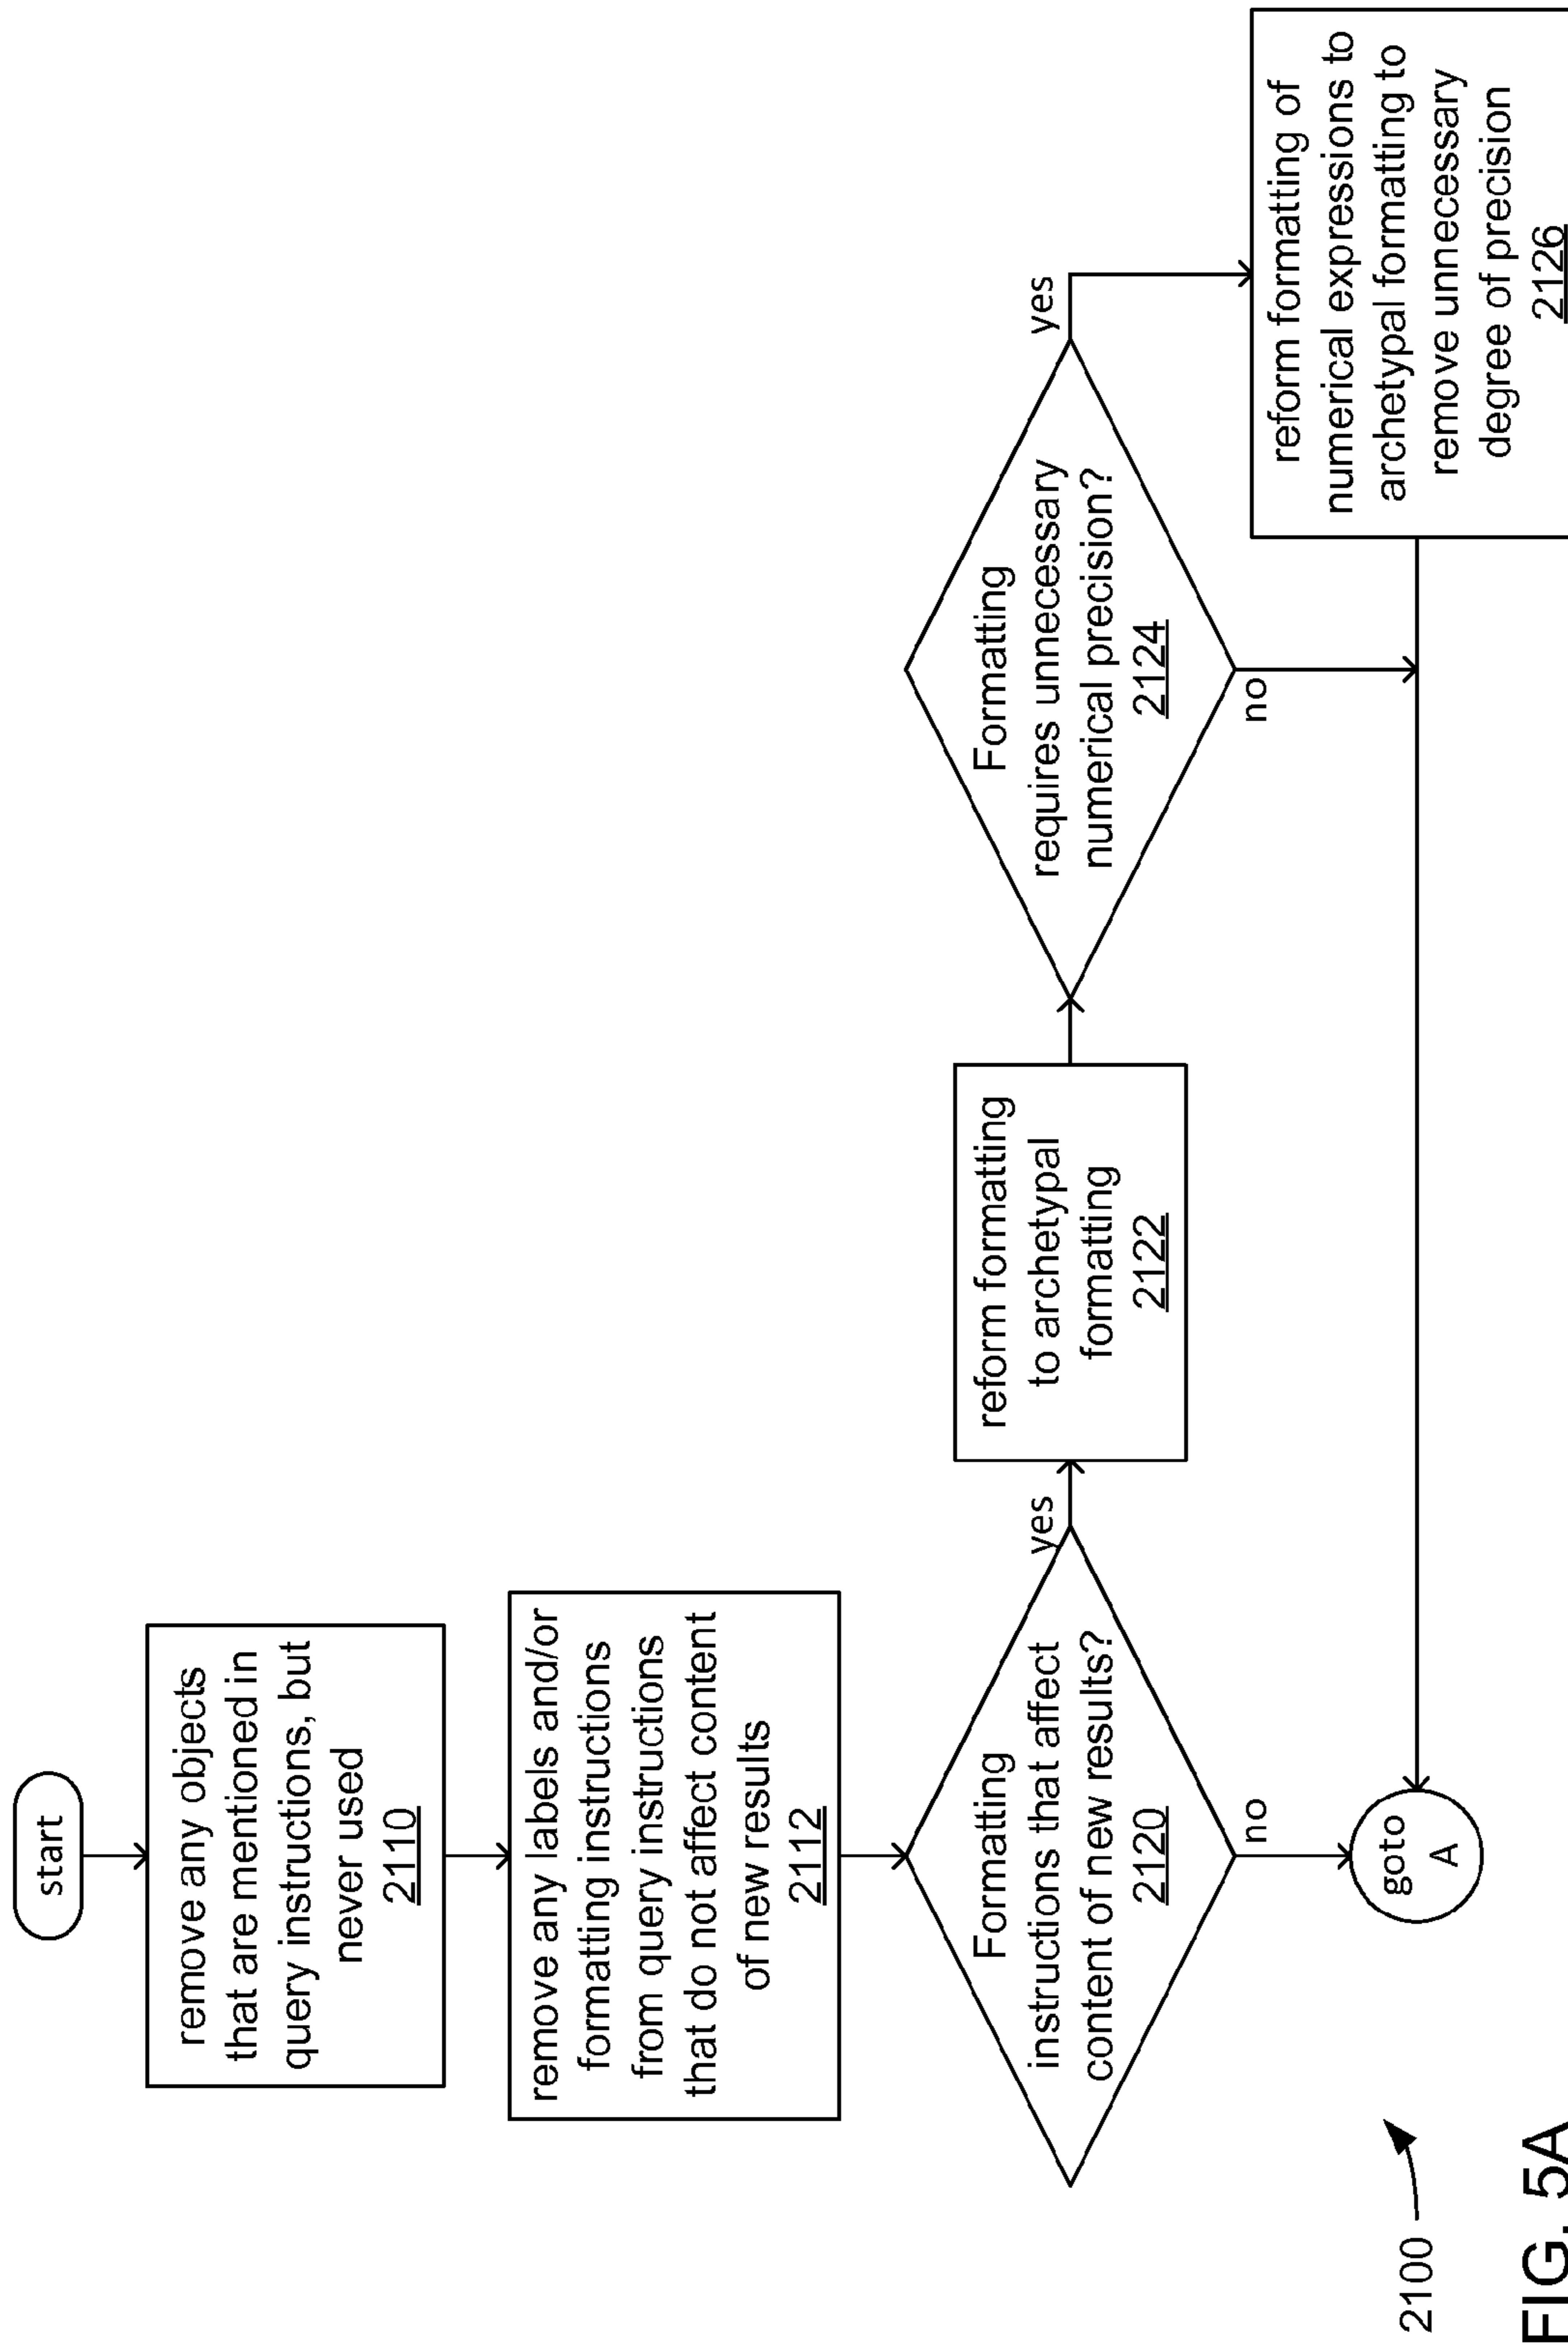 start
remove any objects
that are mentioned in
query instructions, but
never used
2110
remove any labels and/or
formatting instructions
from query instructions
that do not affect content
of new results
2112
Formatting
instructions that affect
content of new results?
2120
yes
no
reform formatting
to archetypal
formatting
2122
Formatting
requires unnecessary
numerical precision?
2124
yes
no
reform formatting of
numerical expressions to
archetypal formatting to
remove unnecessary
degree of precision
2126
goto
A
2100
FIG. 5A